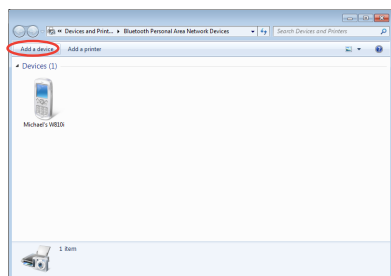 « Devices and Print... ▸ Bluetooth Personal Area Network Devices
Search Devices and Printers
Add a device Add a printer
Devices (1)
Michael's W810i
1 item